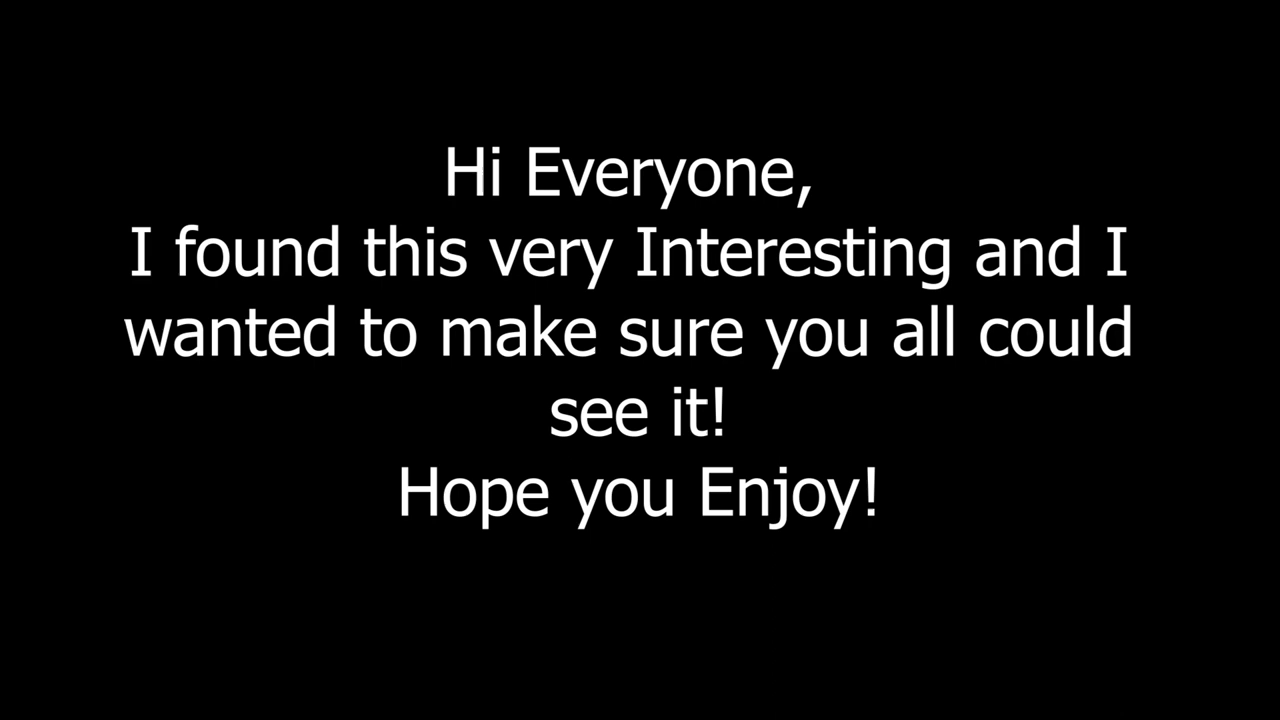 Hi Everyone,
I found this very Interesting and I
wanted to make sure you all could
see it!
Hope you Enjoy!